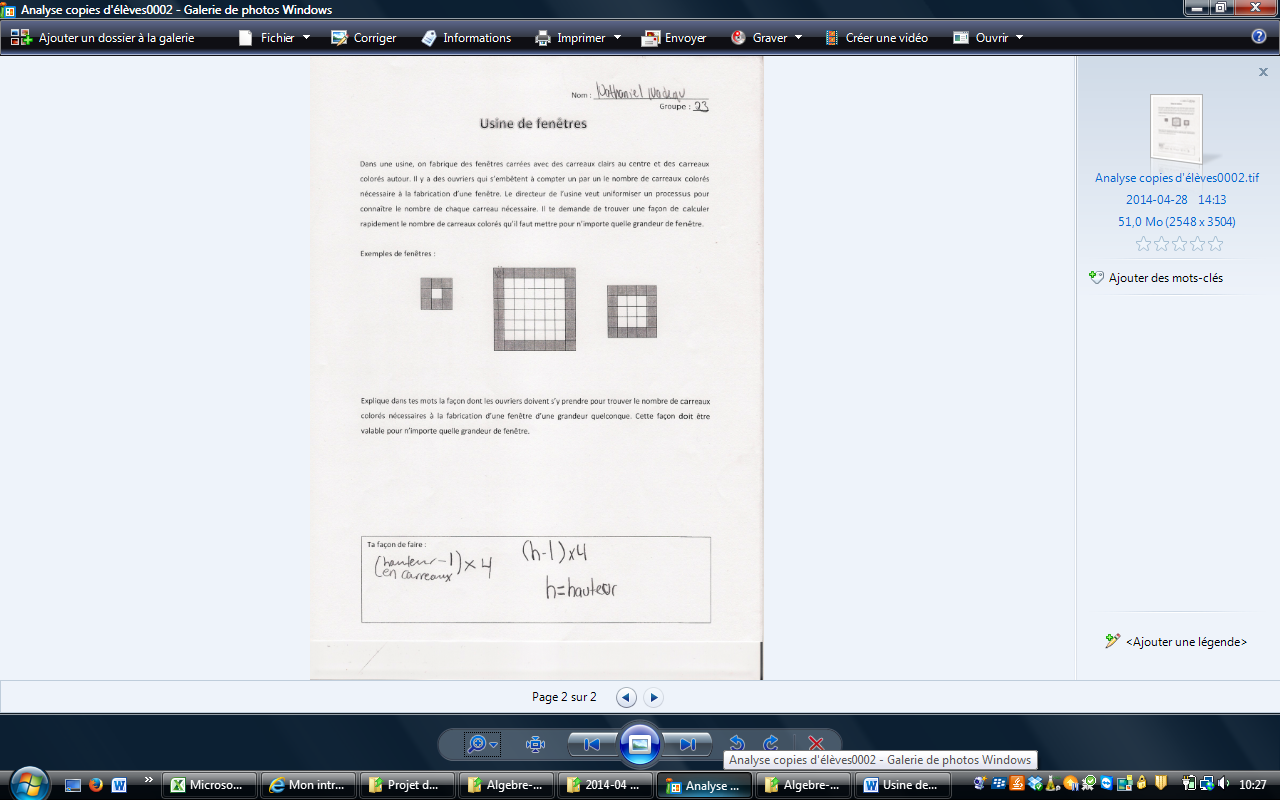 Analyse copies d'élèves0002 - Galerie de photos Windows
Ajouter un dossier à la galerie Fichier Corriger Informations Imprimer Envoyer Graver Créer une vidéo Ouvrir
Nom : Nathaniel Nadeau
Groupe : 23
Usine de fenêtres
Dans une usine, on fabrique des fenêtres carrées avec des carreaux clairs au centre et des carreaux
colorés autour. Il y a des ouvriers qui s'embêtent à compter un par un le nombre de carreaux colorés
nécessaire à la fabrication d'une fenêtre. Le directeur de l'usine veut uniformiser un processus pour
connaître le nombre de chaque carreau nécessaire. Il te demande de trouver une façon de calculer
rapidement le nombre de carreaux colorés qu'il faut mettre pour n'importe quelle grandeur de fenêtre.
Exemples de fenêtres :
Explique dans tes mots la façon dont les ouvriers doivent s'y prendre pour trouver le nombre de carreaux
colorés nécessaires à la fabrication d'une fenêtre d'une grandeur quelconque. Cette façon doit être
valable pour n'importe quelle grandeur de fenêtre.
Ta façon de faire :
(hauteur - 1) × 4
en carreaux
(h-1)×4
h=hauteur
Analyse copies d'élèves0002.tif
2014-04-28 14:13
51,0 Mo (2548 x 3504)
Ajouter des mots-clés
<Ajouter une légende>
Page 2 sur 2
Analyse copies d'élèves0002 - Galerie de photos Windows
Microso... Mon intr... Projet d... Algebre-... 2014-04 ... Analyse ... Algebre-... Usine de... 10:27